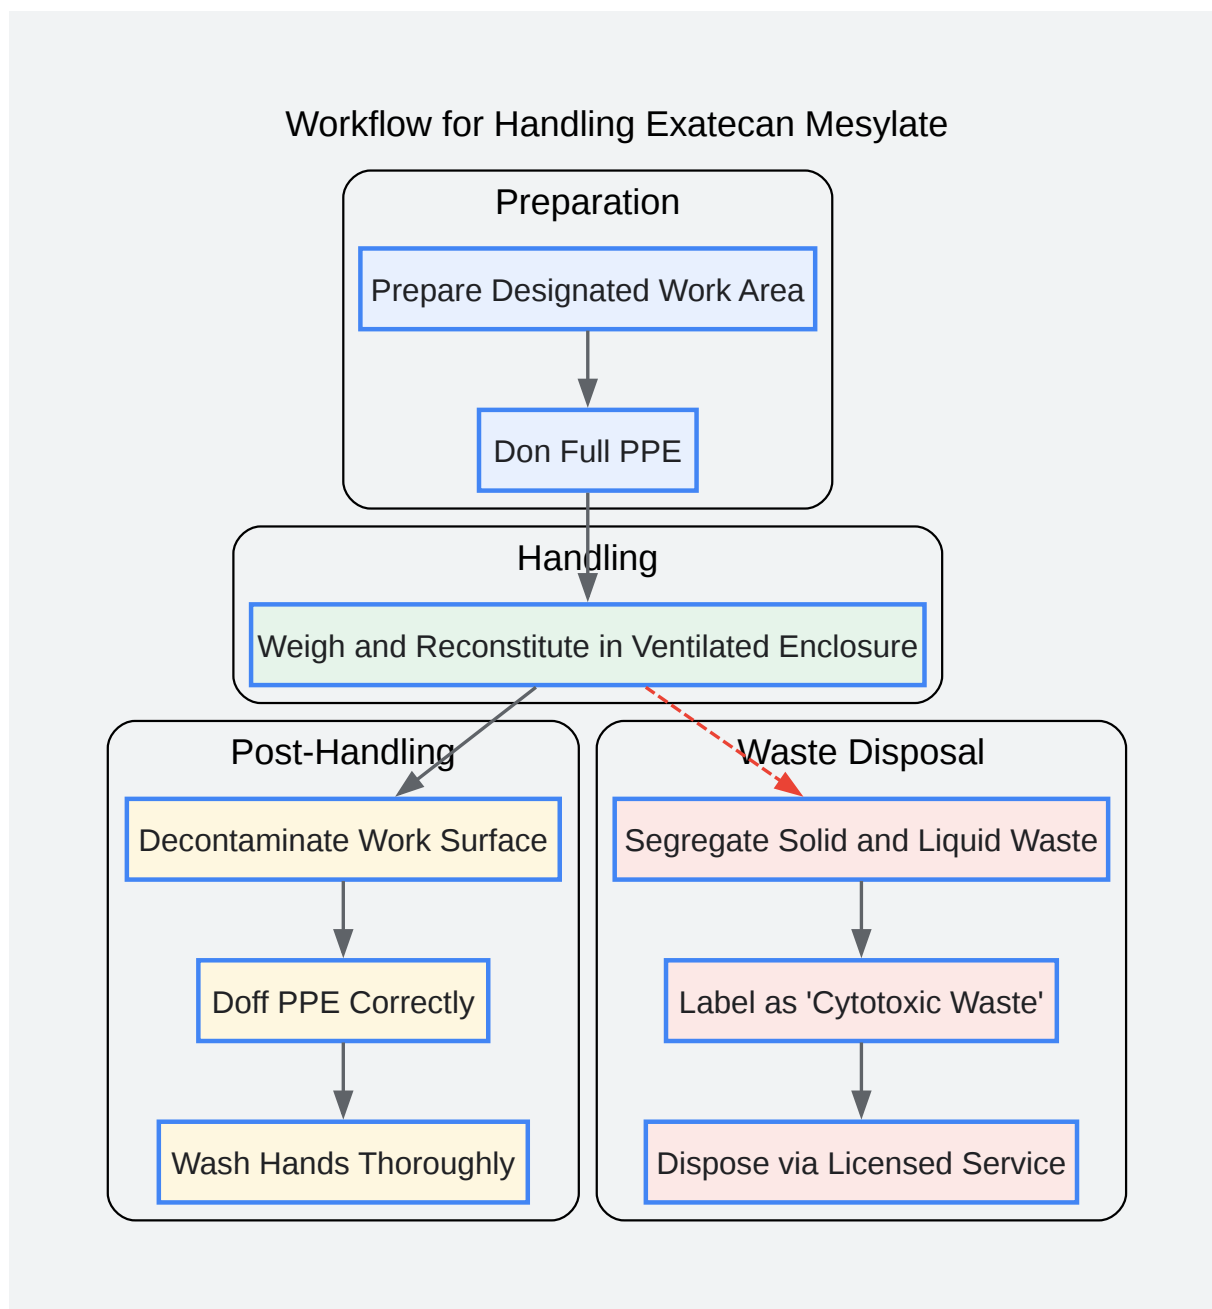 Workflow for Handling Exatecan Mesylate
Preparation
Prepare Designated Work Area
Don Full PPE
Handling
Weigh and Reconstitute in Ventilated Enclosure
Post-Handling
Decontaminate Work Surface
Doff PPE Correctly
Wash Hands Thoroughly
Waste Disposal
Segregate Solid and Liquid Waste
Label as 'Cytotoxic Waste'
Dispose via Licensed Service